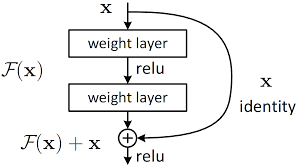 x
weight layer
F(x)
relu
x
weight layer
identity
F(x) + x
+
relu